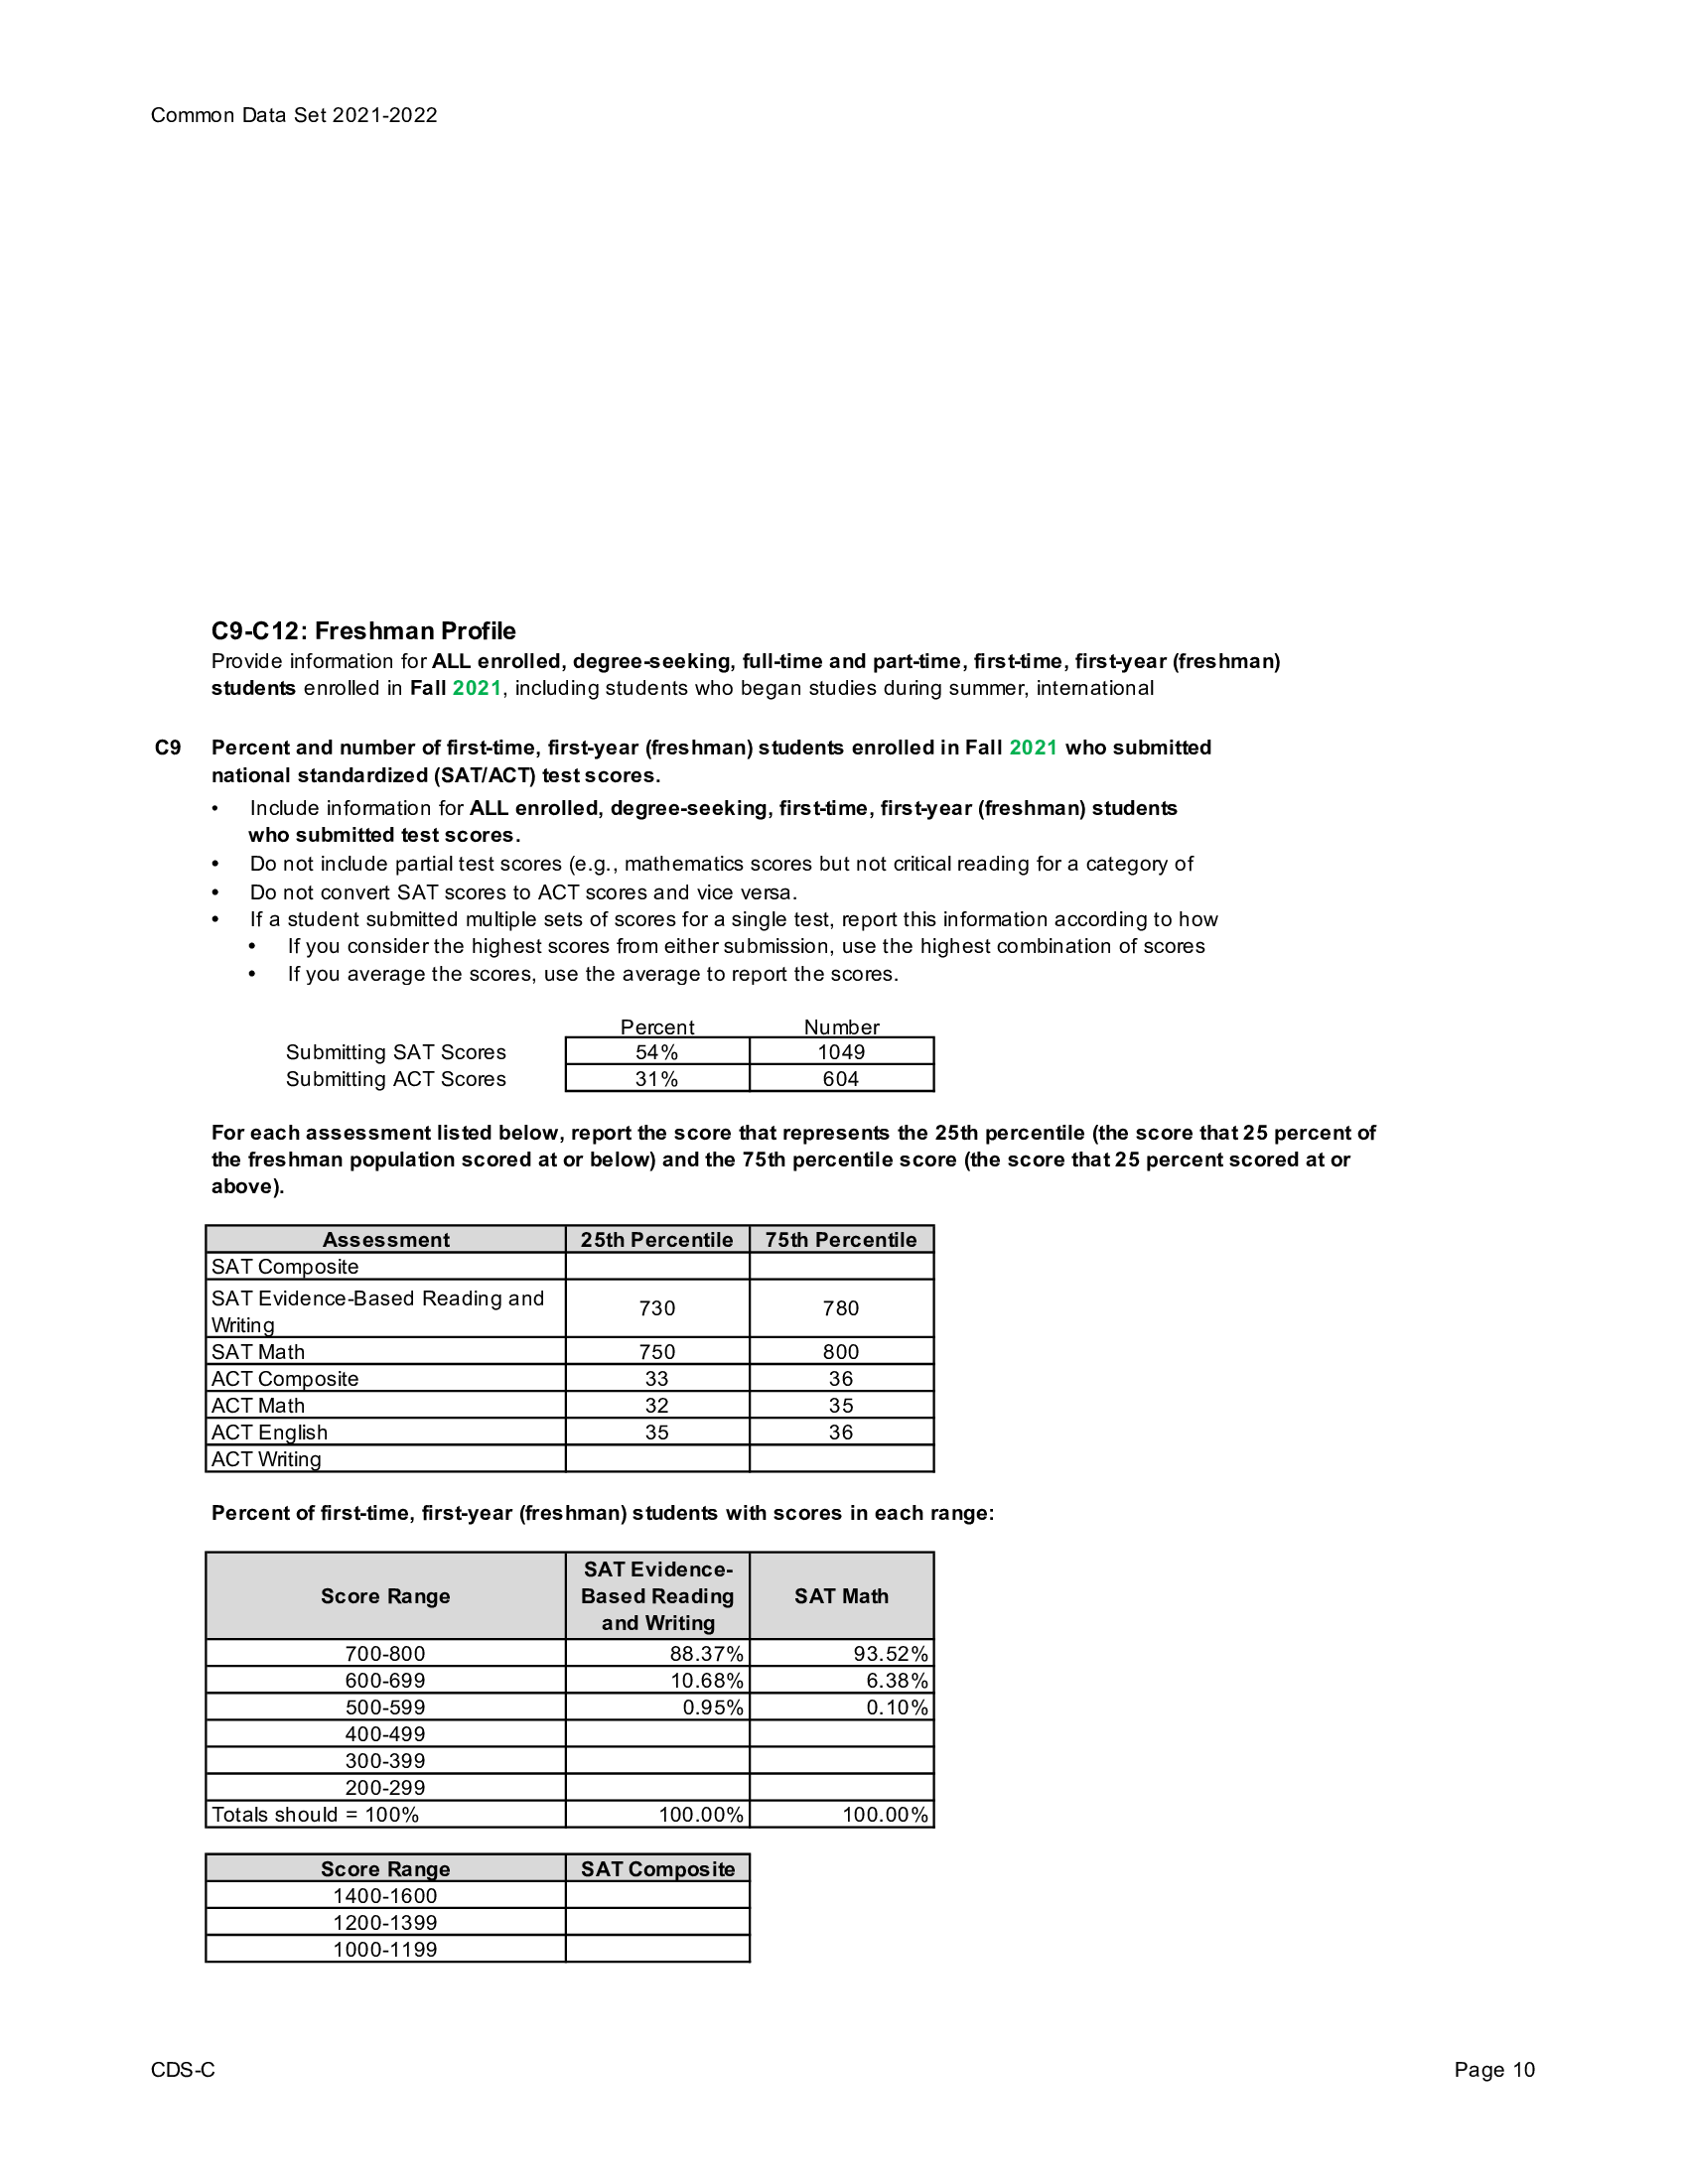 Common Data Set 2021-2022
C9-C12: Freshman Profile
Provide information for ALL enrolled, degree-seeking, full-time and part-time, first-time, first-year (freshman)
students enrolled in Fall 2021, including students who began studies during summer, international
C9 Percent and number of first-time, first-year (freshman) students enrolled in Fall 2021 who submitted
national standardized (SAT/ACT) test scores.
• Include information for ALL enrolled, degree-seeking, first-time, first-year (freshman) students
who submitted test scores.
• Do not include partial test scores (e.g., mathematics scores but not critical reading for a category of
• Do not convert SAT scores to ACT scores and vice versa.
• If a student submitted multiple sets of scores for a single test, report this information according to how
• If you consider the highest scores from either submission, use the highest combination of scores
• If you average the scores, use the average to report the scores.
Percent Number
Submitting SAT Scores 54% 1049
Submitting ACT Scores 31% 604
For each assessment listed below, report the score that represents the 25th percentile (the score that 25 percent of
the freshman population scored at or below) and the 75th percentile score (the score that 25 percent scored at or
above).
Assessment 25th Percentile 75th Percentile
SAT Composite
SAT Evidence-Based Reading and
Writing 730 780
SAT Math 750 800
ACT Composite 33 36
ACT Math 32 35
ACT English 35 36
ACT Writing
Percent of first-time, first-year (freshman) students with scores in each range:
Score Range SAT Evidence-
Based Reading
and Writing SAT Math
700-800 88.37% 93.52%
600-699 10.68% 6.38%
500-599 0.95% 0.10%
400-499
300-399
200-299
Totals should = 100% 100.00% 100.00%
Score Range SAT Composite
1400-1600
1200-1399
1000-1199
CDS-C Page 10